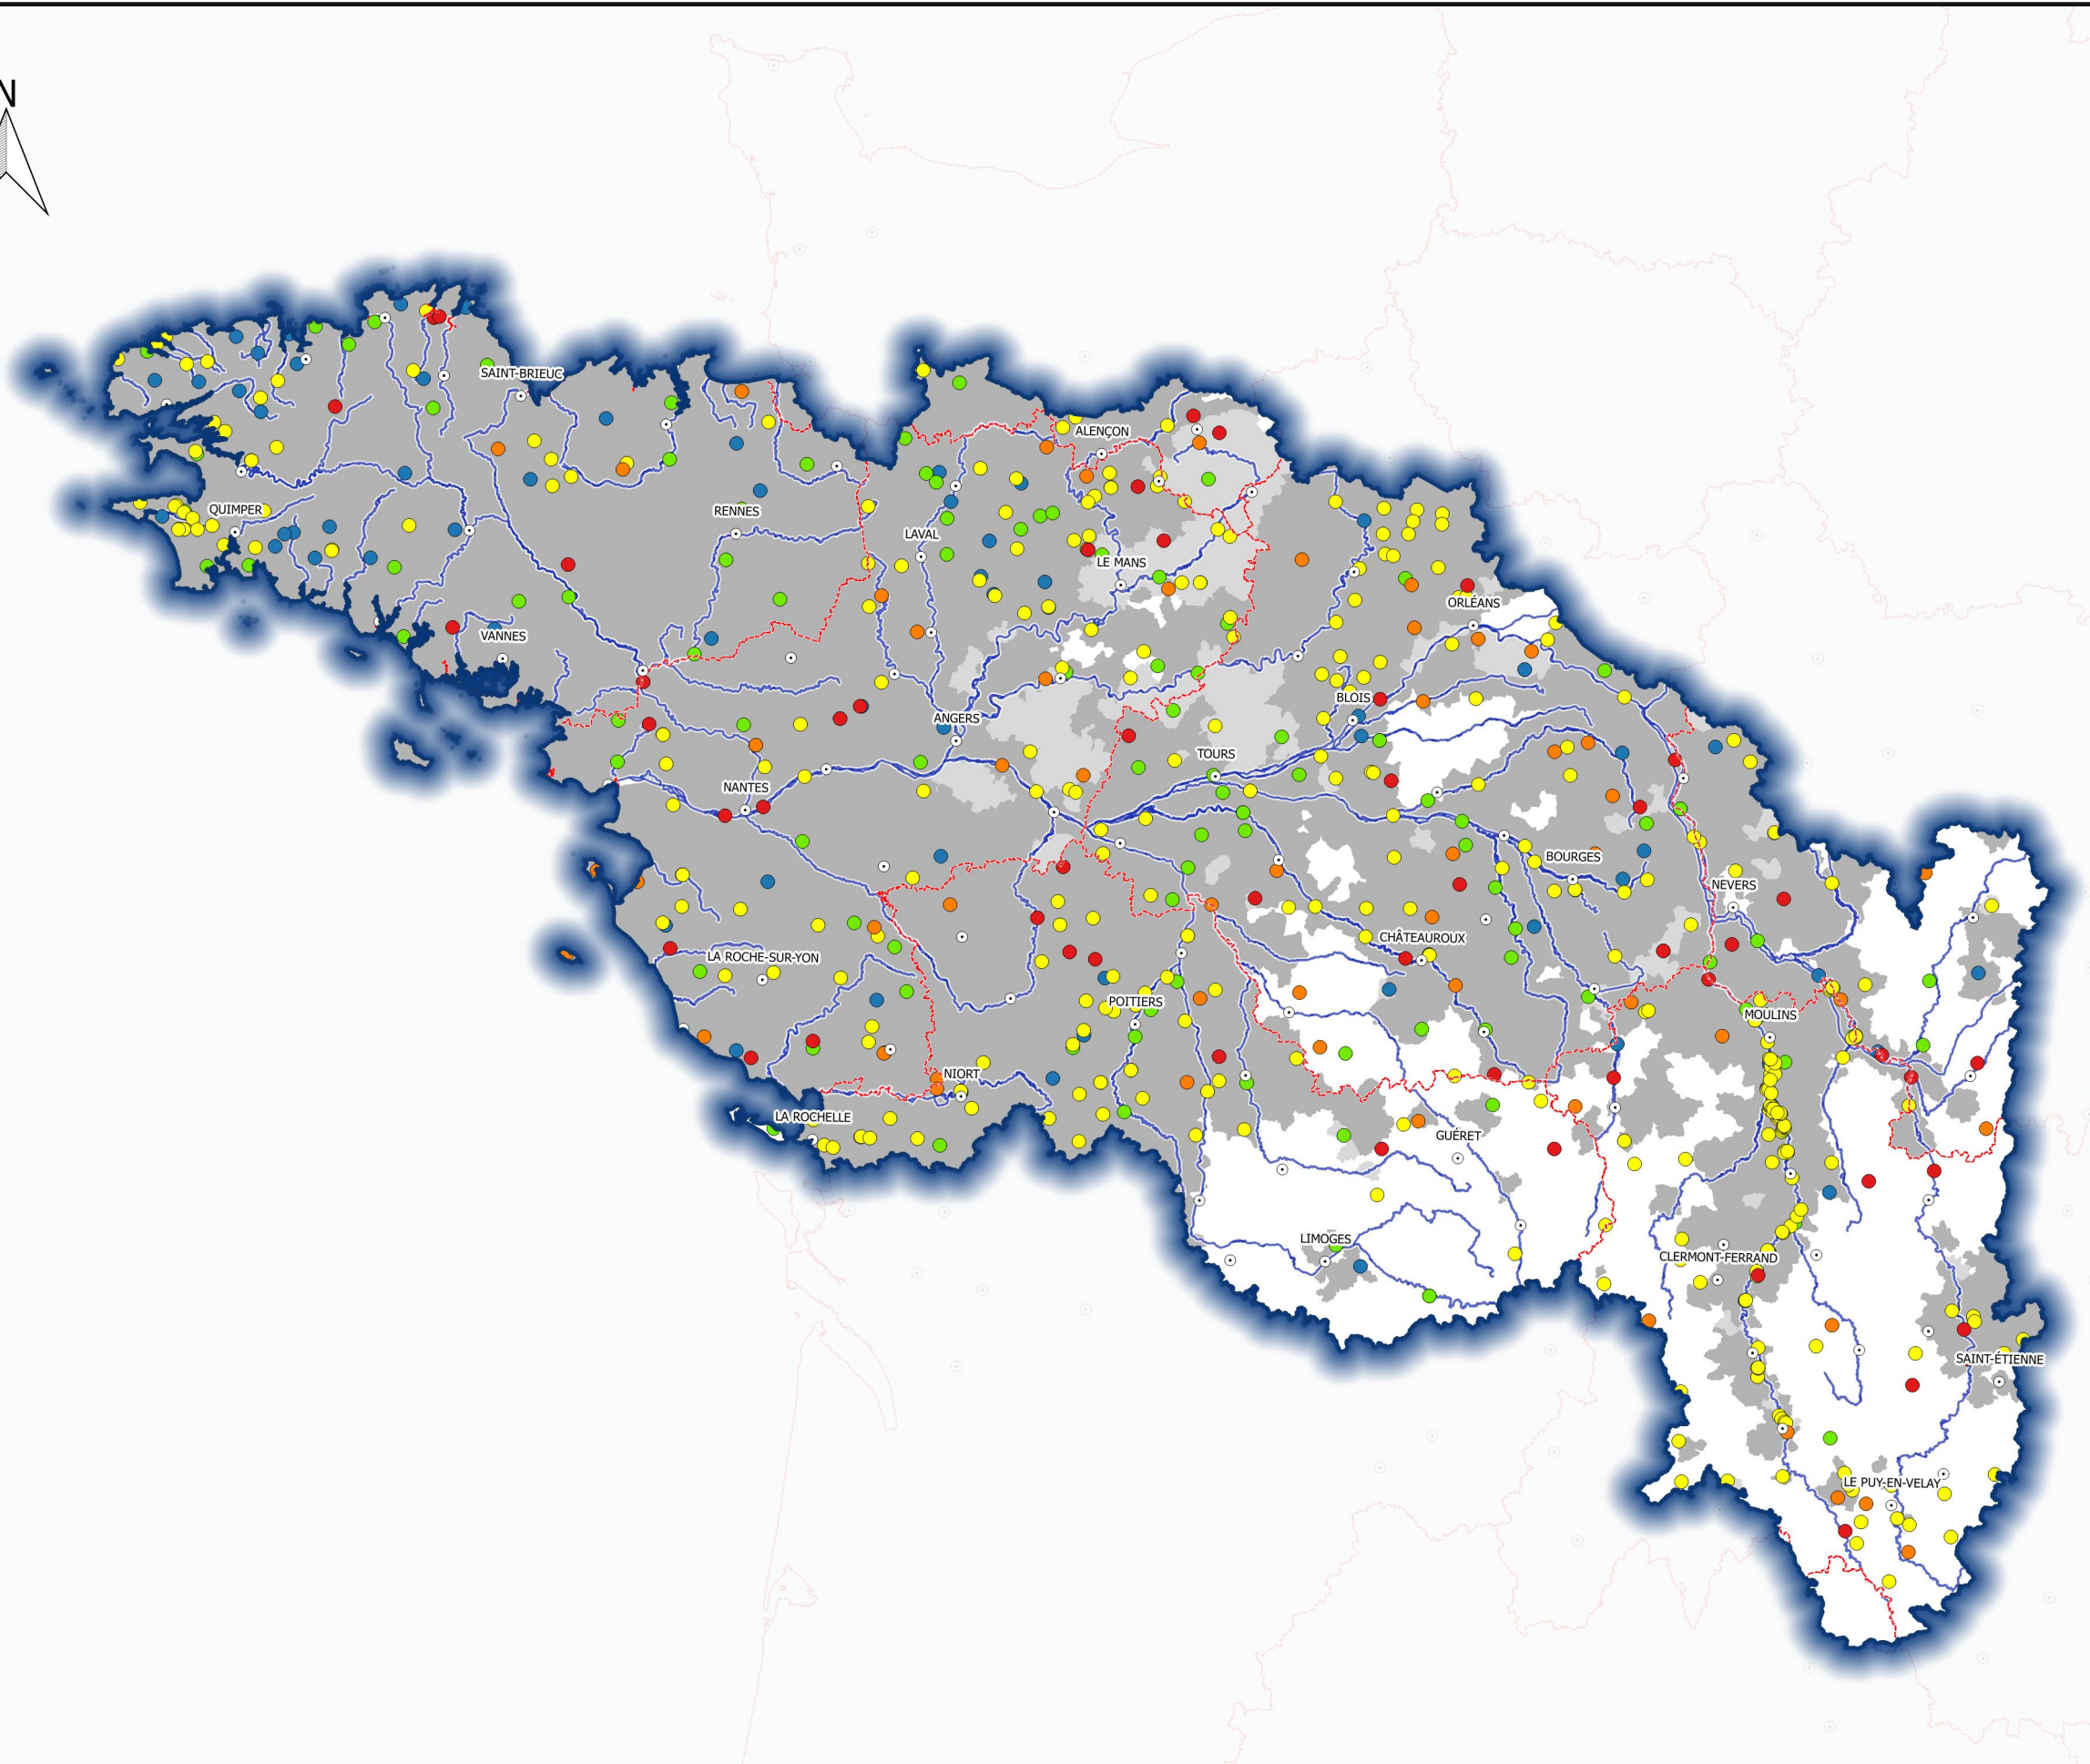 N
SAINT-BRIEUC
ALENÇON
QUIMPER
RENNES
LAVAL
LE MANS
ORLÉANS
VANNES
BLOIS
ANGERS
TOURS
NANTES
BOURGES
NEVERS
CHÂTEAUROUX
LA ROCHE-SUR-YON
POITIERS
MOULINS
NIORT
LA ROCHELLE
GUÉRET
LIMOGES
CLERMONT-FERRAND
SAINT-ÉTIENNE
LE PUY-EN-VELAY